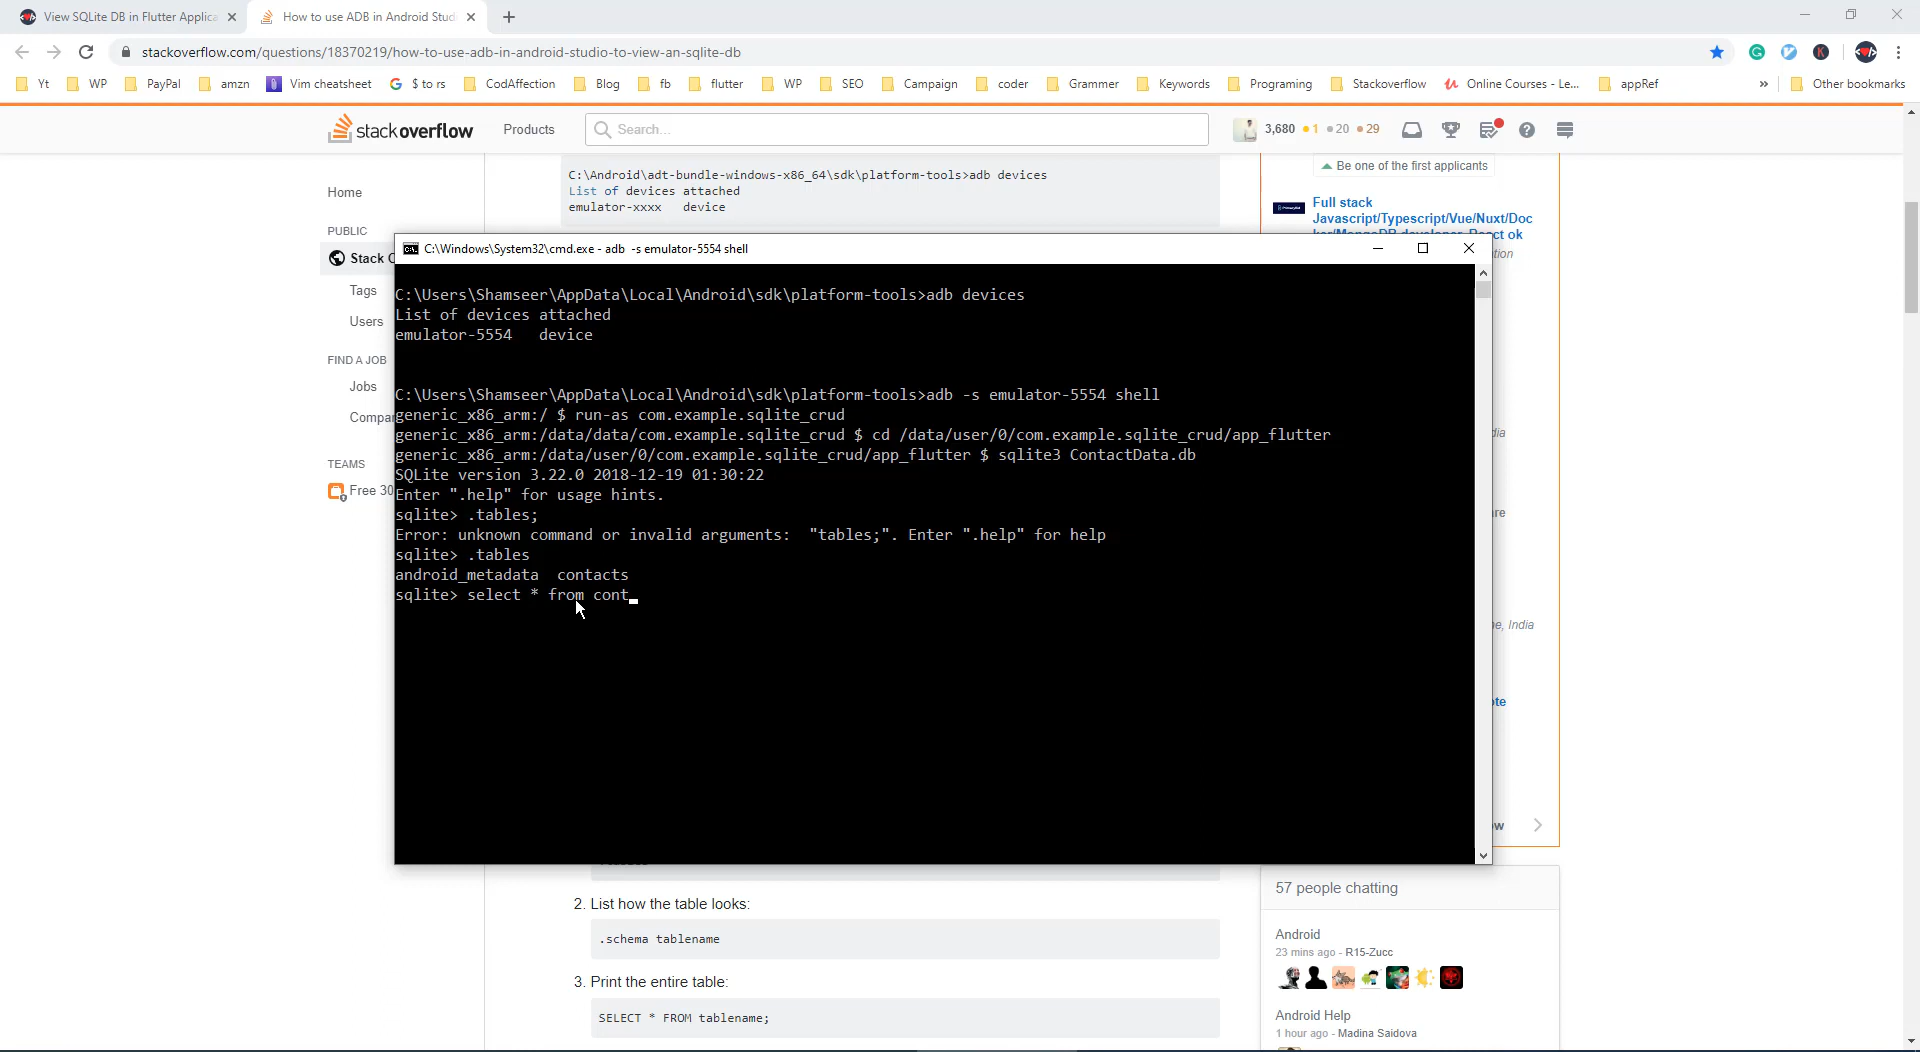 View SQLite DB in Flutter Applica
How to use ADB in Android Stud
stackoverflow.com/questions/18370219/how-to-use-adb-in-android-studio-to-view-an-sqlite-db
Yt WP PayPal amzn Vim cheatsheet $ to rs CodAffection Blog fb flutter WP SEO Campaign coder Grammer Keywords Programing Stackoverflow Online Courses - Le... appRef » Other bookmarks
stackoverflow Products Search... 3,680 1 20 29
Be one of the first applicants
Home
PUBLIC
Stack O
Tags
Users
FIND A JOB
Jobs
Compar
TEAMS
Free 30
C:\Android\adt-bundle-windows-x86_64\sdk\platform-tools>adb devices
List of devices attached
emulator-xxxx device
Full stack
Javascript/Typescript/Vue/Nuxt/Doc
C:\Windows\System32\cmd.exe - adb -s emulator-5554 shell
C:\Users\Shamseer\AppData\Local\Android\sdk\platform-tools>adb devices
List of devices attached
emulator-5554 device
C:\Users\Shamseer\AppData\Local\Android\sdk\platform-tools>adb -s emulator-5554 shell
generic_x86_arm:/ $ run-as com.example.sqlite_crud
generic_x86_arm:/data/data/com.example.sqlite_crud $ cd /data/user/0/com.example.sqlite_crud/app_flutter
generic_x86_arm:/data/user/0/com.example.sqlite_crud/app_flutter $ sqlite3 ContactData.db
SQLite version 3.22.0 2018-12-19 01:30:22
Enter ".help" for usage hints.
sqlite> .tables;
Error: unknown command or invalid arguments: "tables;". Enter ".help" for help
sqlite> .tables
android_metadata contacts
sqlite> select * from cont
tion
dia
re
e, India
ote
w
2. List how the table looks:
.schema tablename
3. Print the entire table:
SELECT * FROM tablename;
57 people chatting
Android
23 mins ago - R15-Zucc
Android Help
1 hour ago - Madina Saidova